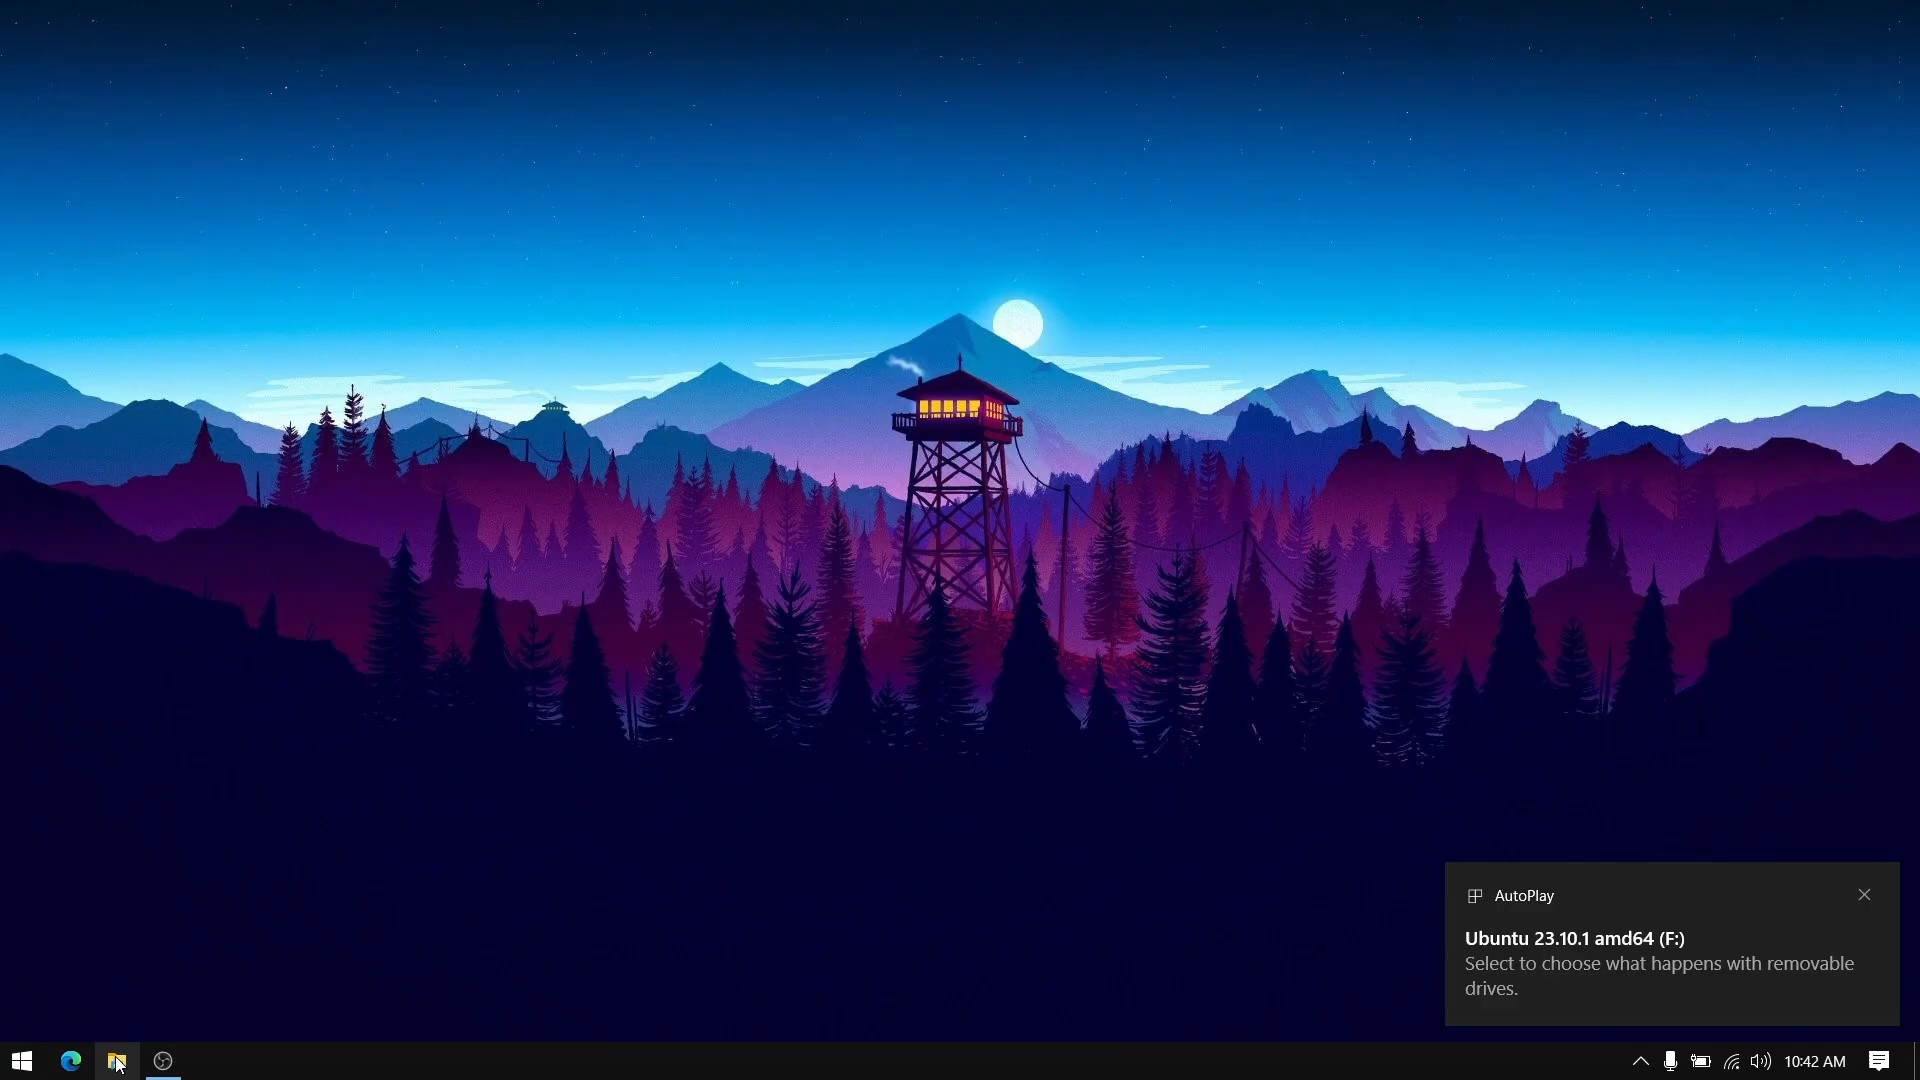 AutoPlay
Ubuntu 23.10.1 amd64 (F:)
Select to choose what happens with removable
drives.
10:42 AM